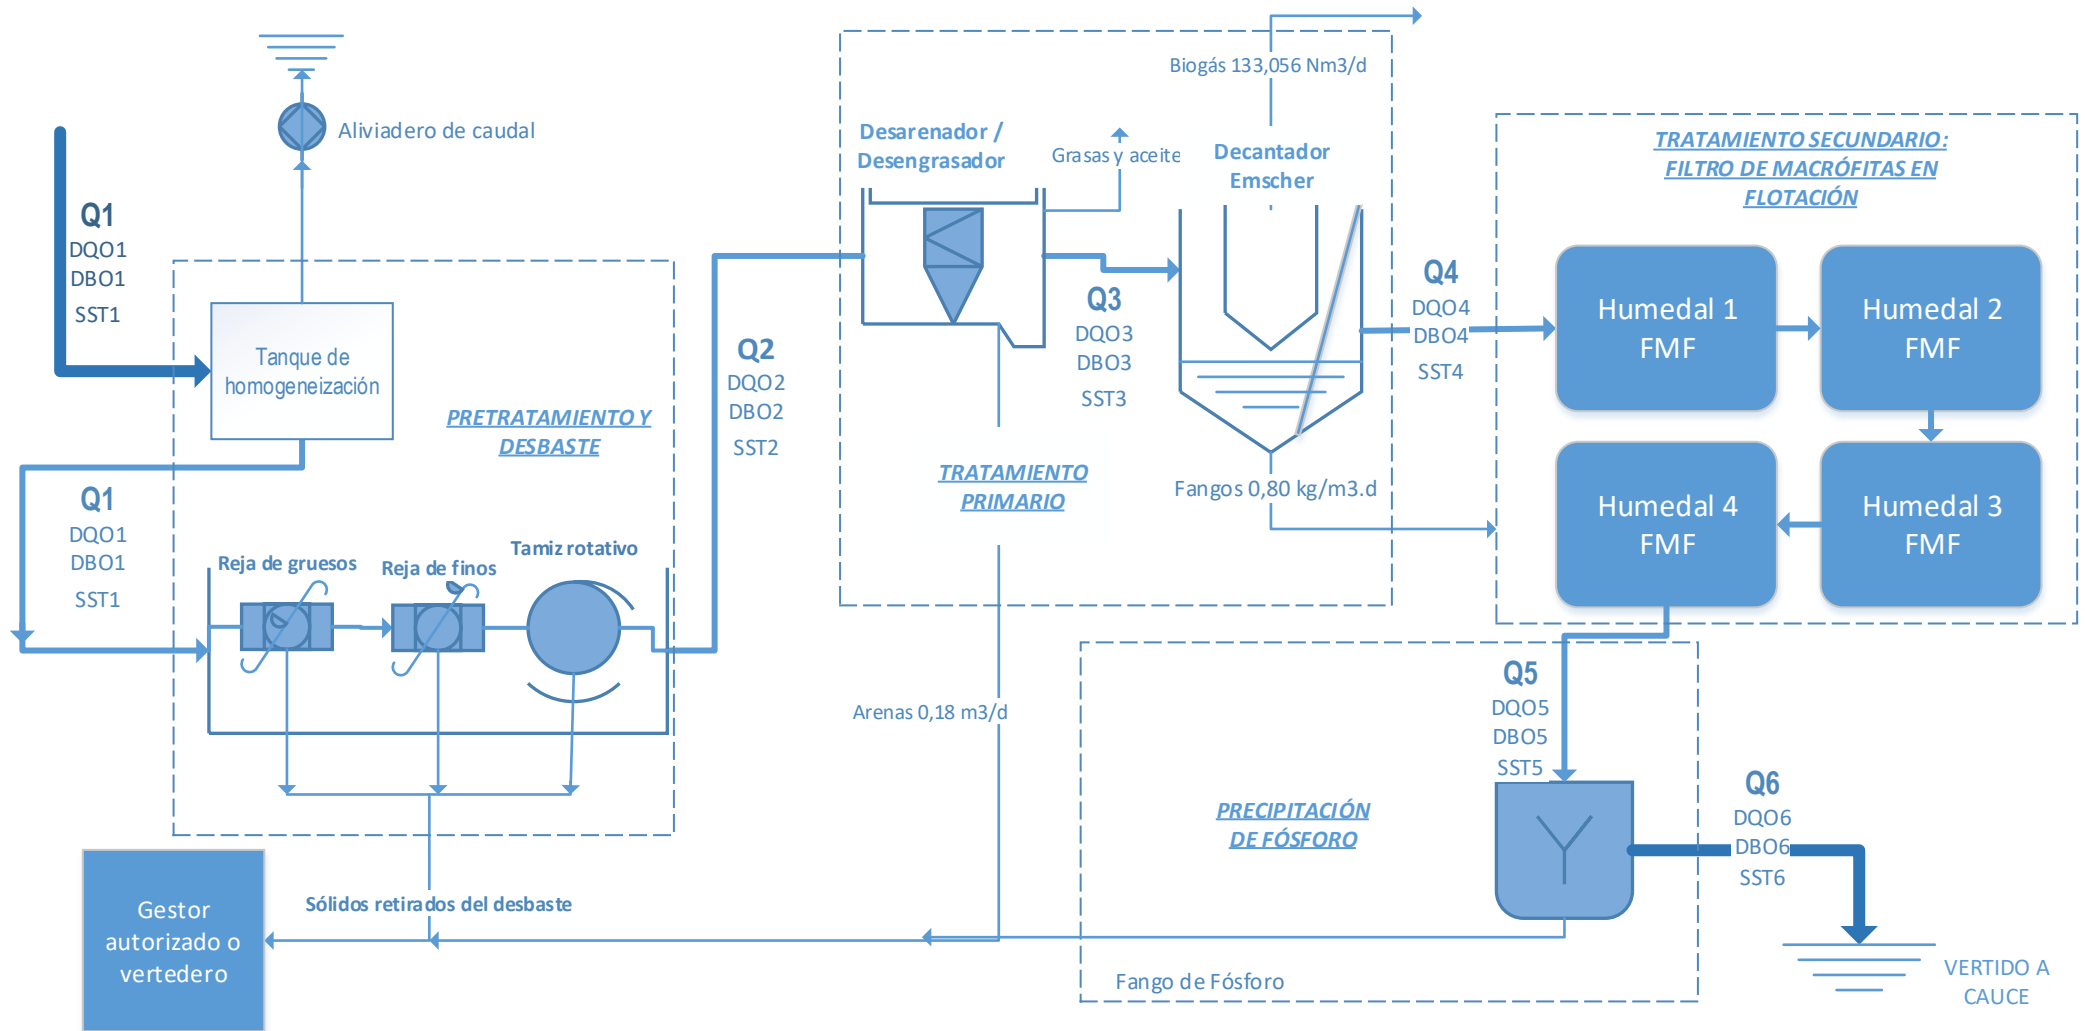 Aliviadero de caudal
Q1
DQO1
DBO1
SST1
Tanque de
homogeneización
PRETRATAMIENTO Y
DESBASTE
Q1
DQO1
DBO1
SST1
Reja de gruesos
Reja de finos
Tamiz rotativo
Q2
DQO2
DBO2
SST2
Desarenador /
Desengrasador
Grasas y aceite
Biogás 133,056 Nm3/d
Decantador
Emscher
Q3
DQO3
DBO3
SST3
TRATAMIENTO
PRIMARIO
Fangos 0,80 kg/m3.d
Arenas 0,18 m3/d
Q4
DQO4
DBO4
SST4
TRATAMIENTO SECUNDARIO:
FILTRO DE MACRÓFITAS EN
FLOTACIÓN
Humedal 1
FMF
Humedal 2
FMF
Humedal 4
FMF
Humedal 3
FMF
Q5
DQO5
DBO5
SST5
PRECIPITACIÓN
DE FÓSFORO
Q6
DQO6
DBO6
SST6
Gestor
autorizado o
vertedero
Sólidos retirados del desbaste
Fango de Fósforo
VERTIDO A
CAUCE